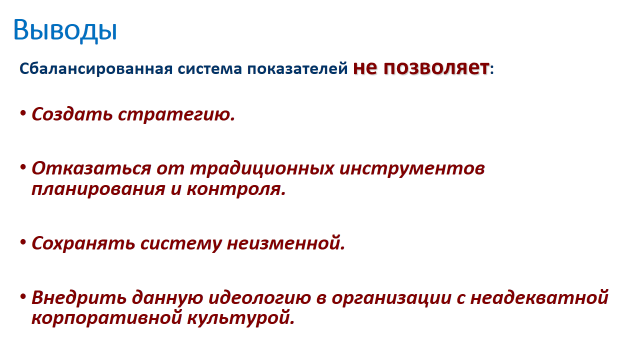 Выводы
Сбалансированная система показателей не позволяет:
• Создать стратегию.
• Отказаться от традиционных инструментов
планирования и контроля.
• Сохранять систему неизменной.
• Внедрить данную идеологию в организации с неадекватной
корпоративной культурой.